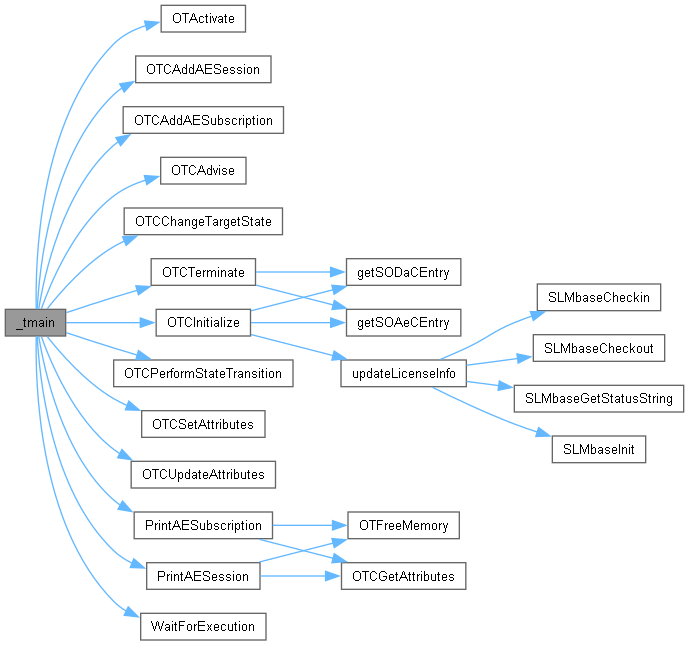 OTActivate
OTCAddAESession
OTCAddAESubscription
OTCAdvise
OTCChangeTargetState
OTCTerminate
getSODaCEntry
SLMbaseCheckin
_tmain
OTCInitialize
getSOAeCEntry
SLMbaseCheckout
OTCPerformStateTransition
updateLicenseInfo
SLMbaseGetStatusString
OTCSetAttributes
SLMbaseInit
OTCUpdateAttributes
PrintAESubscription
OTFreeMemory
PrintAESession
OTCGetAttributes
WaitForExecution